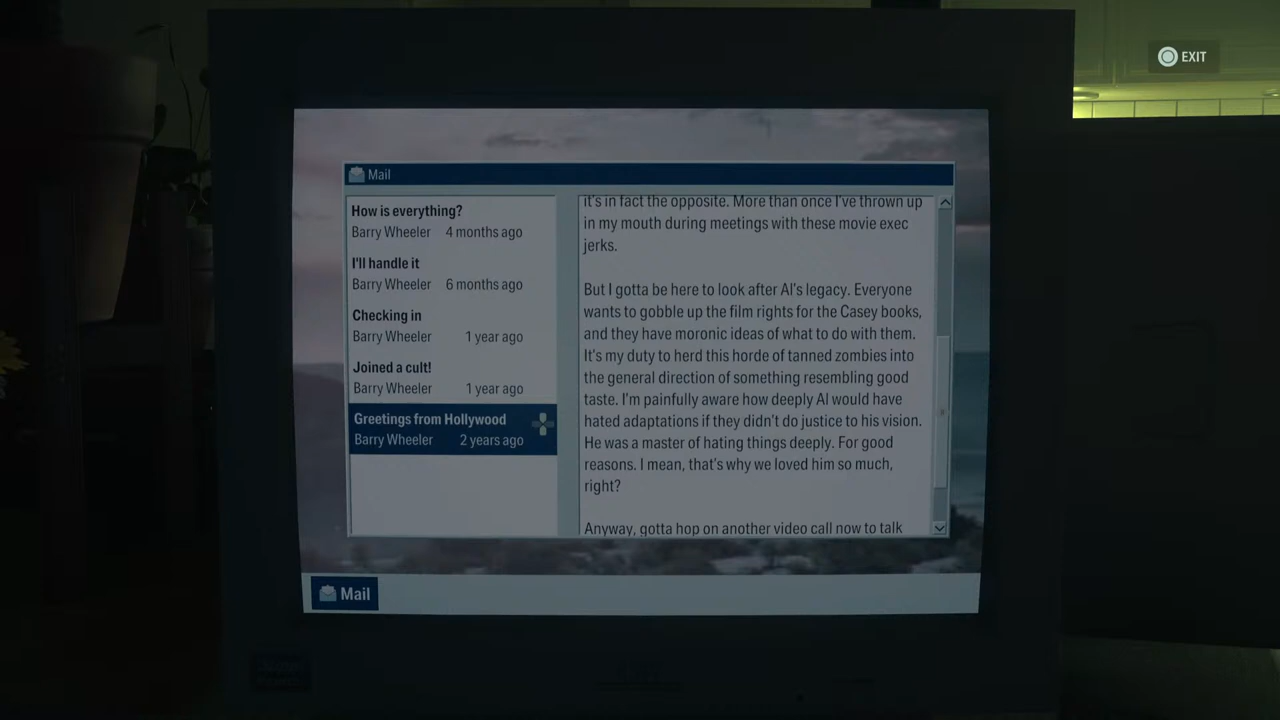 EXIT
Mail
How is everything?
Barry Wheeler 4 months ago
I'll handle it
Barry Wheeler 6 months ago
Checking in
Barry Wheeler 1 year ago
Joined a cult!
Barry Wheeler 1 year ago
Greetings from Hollywood
Barry Wheeler 2 years ago
it's in fact the opposite. More than once I've thrown up
in my mouth during meetings with these movie exec
jerks.
But I gotta be here to look after Al's legacy. Everyone
wants to gobble up the film rights for the Casey books,
and they have moronic ideas of what to do with them.
It's my duty to herd this horde of tanned zombies into
the general direction of something resembling good
taste. I'm painfully aware how deeply Al would have
hated adaptations if they didn't do justice to his vision.
He was a master of hating things deeply. For good
reasons. I mean, that's why we loved him so much,
right?
Anyway, gotta hop on another video call now to talk
Mail